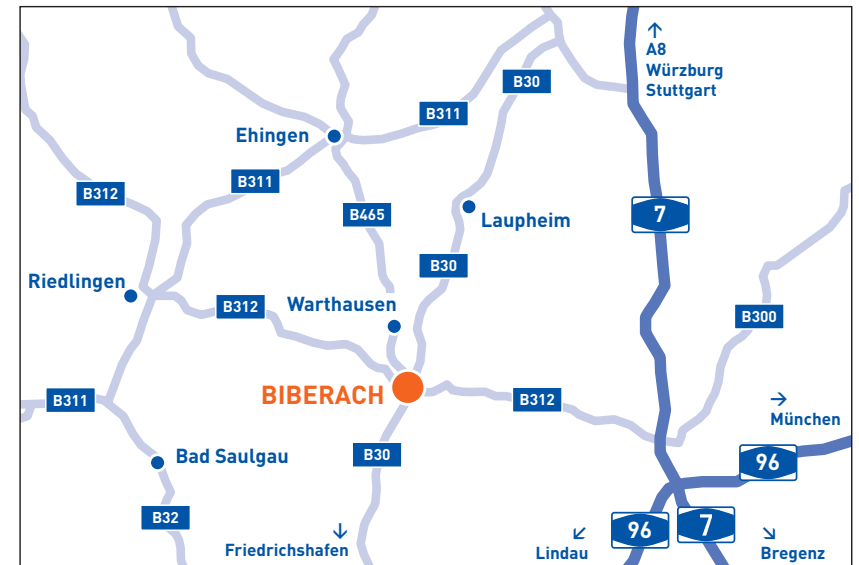 A8
Würzburg
Stuttgart
B30
B311
Ehingen
B311
B312
B465
7
Laupheim
B30
Riedlingen
Warthausen
B312
B300
BIBERACH
B311
B312
München
Bad Saulgau
B30
96
B32
Friedrichshafen
Lindau
96
7
Bregenz